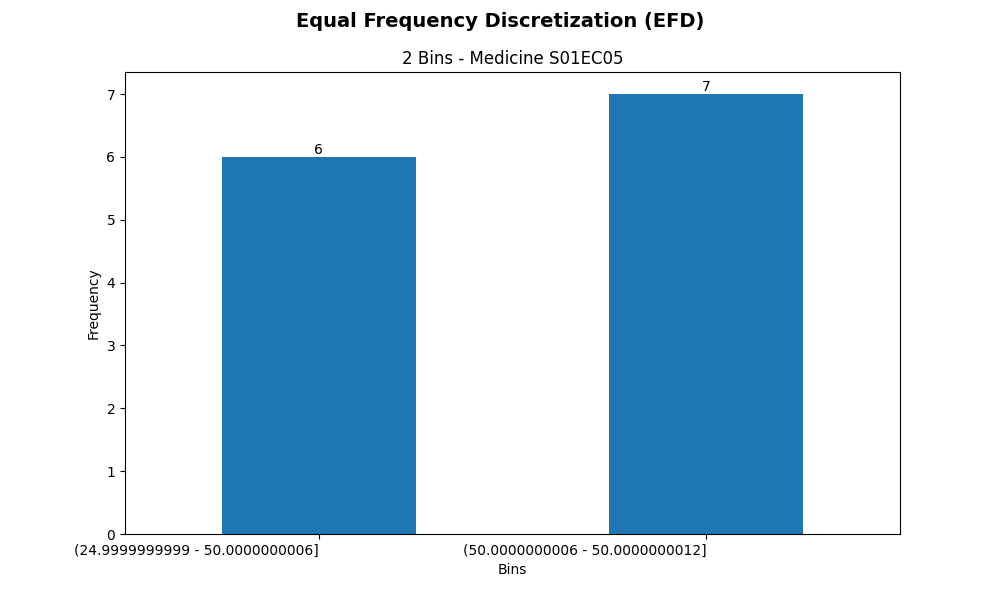 Equal Frequency Discretization (EFD)
2 Bins - Medicine S01EC05
7
6
5
4
3
2
1
0
Frequency
6
7
(24.9999999999 - 50.0000000006]
(50.0000000006 - 50.0000000012]
Bins